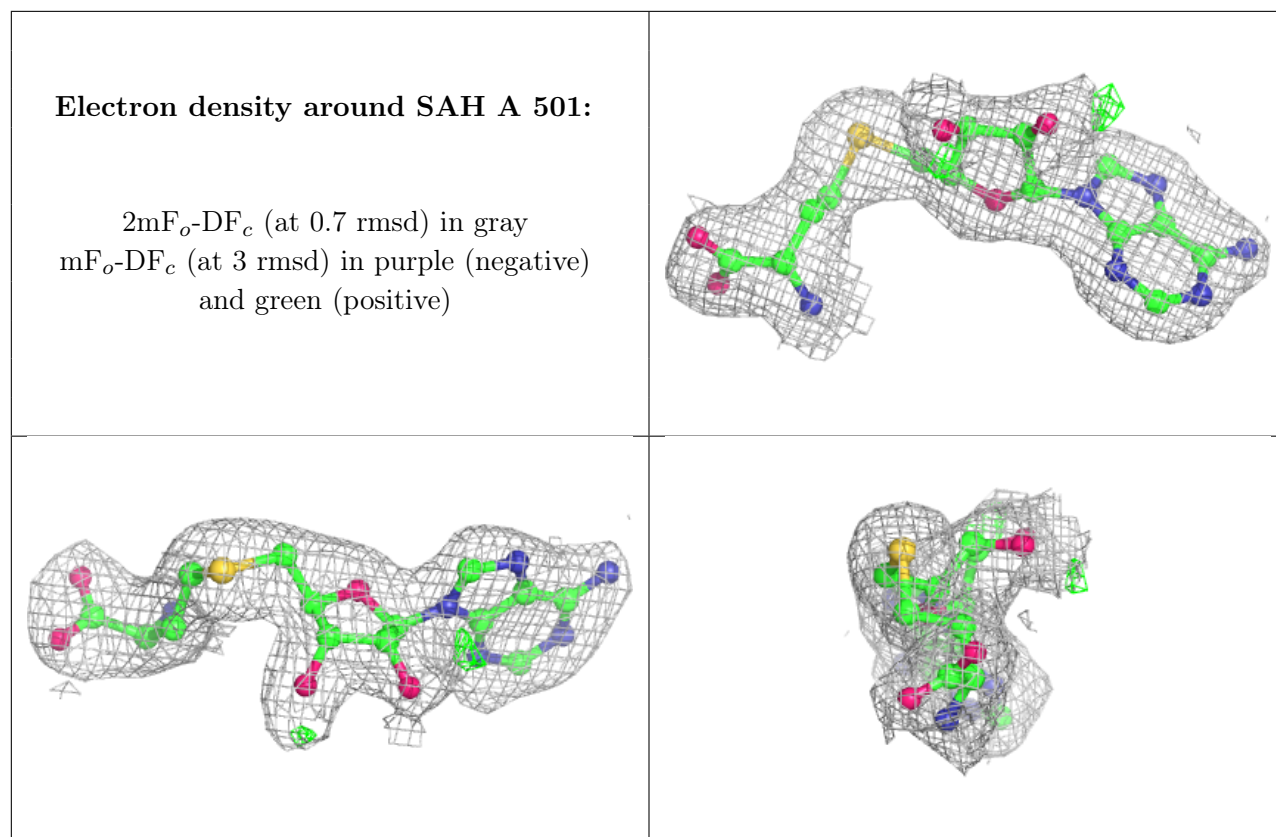 Electron density around SAH A 501:
2mFo-DFc (at 0.7 rmsd) in gray
mFo-DFc (at 3 rmsd) in purple (negative)
and green (positive)